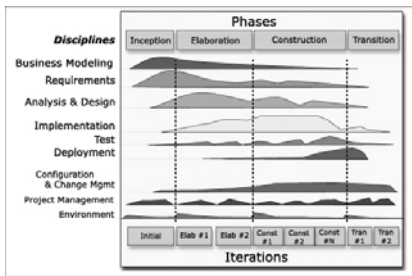 Phases
Disciplines
Inception Elaboration Construction Transition
Business Modeling
Requirements
Analysis & Design
Implementation
Test
Deployment
Configuration
& Change Mgmt
Project Management
Environment
Initial Elab #1 Elab #2 Const #1 Const #2 Const #N Tran #1 Tran #2
Iterations